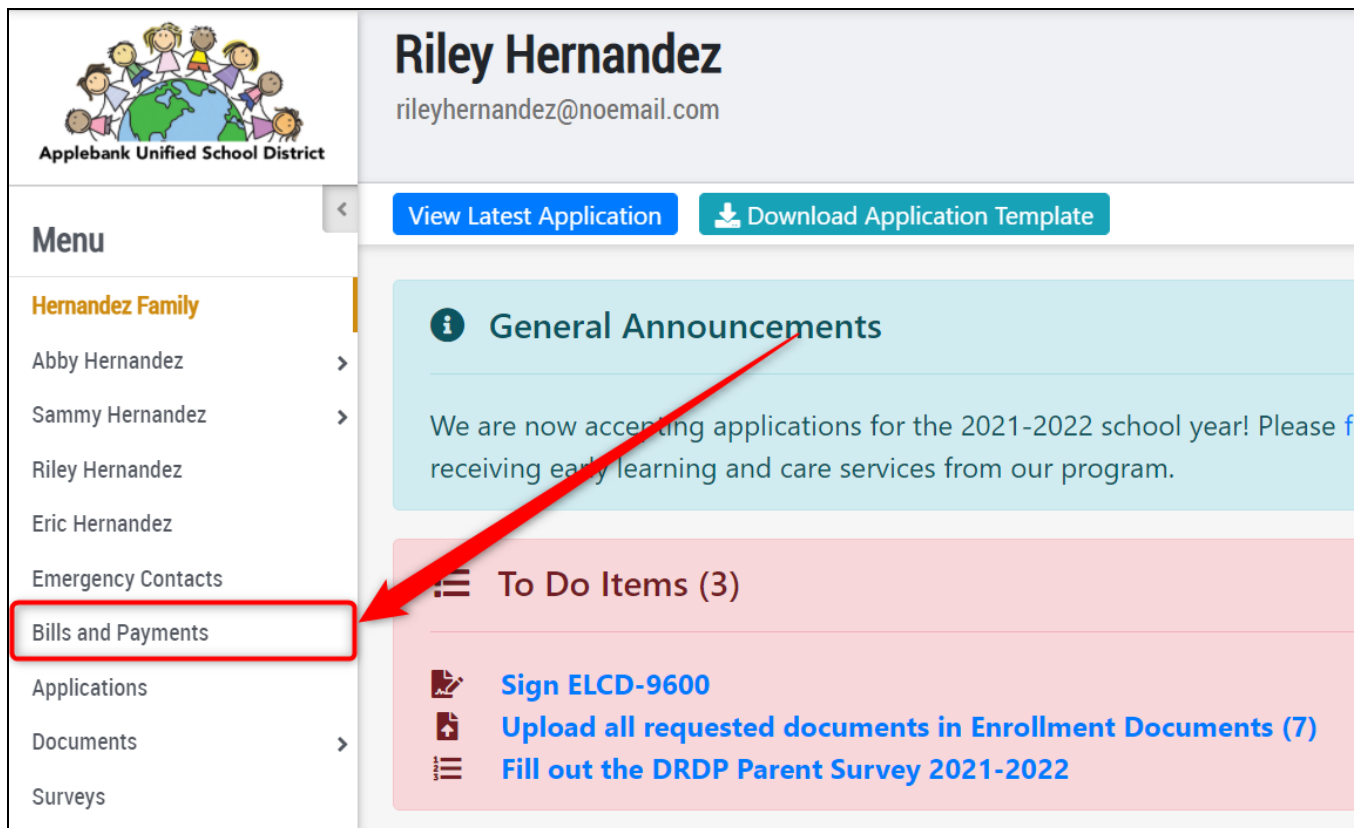 Applebank Unified School District
Menu
Hernandez Family
Abby Hernandez
Sammy Hernandez
Riley Hernandez
Eric Hernandez
Emergency Contacts
Bills and Payments
Applications
Documents
Surveys
Riley Hernandez
rileyhernandez@noemail.com
View Latest Application
Download Application Template
General Announcements
We are now accepting applications for the 2021-2022 school year! Please f
receiving early learning and care services from our program.
To Do Items (3)
Sign ELCD-9600
Upload all requested documents in Enrollment Documents (7)
Fill out the DRDP Parent Survey 2021-2022